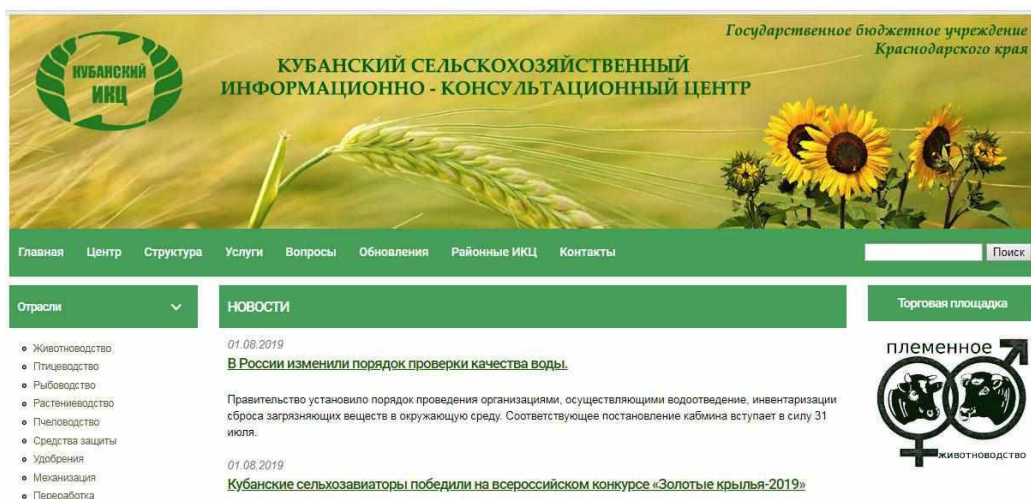 Государственное бюджетное учреждение
Краснодарского края
КУБАНСКИЙ
ИКЦ
КУБАНСКИЙ СЕЛЬСКОХОЗЯЙСТВЕННЫЙ
ИНФОРМАЦИОННО - КОНСУЛЬТАЦИОННЫЙ ЦЕНТР
Главная Центр Структура Услуги Вопросы Обновления Районные ИКЦ Контакты Поиск
Отрасли
Животноводство
Птицеводство
Рыбоводство
Растениеводство
Пчеловодство
Средства защиты
Удобрения
Механизация
Переработка
НОВОСТИ
01.08.2019
В России изменили порядок проверки качества воды.
Правительство установило порядок проведения организациями, осуществляющими водоотведение, инвентаризации
сброса загрязняющих веществ в окружающую среду. Соответствующее постановление кабмина вступает в силу 31
июля.
01.08.2019
Кубанские сельхозавиаторы победили на всероссийском конкурсе «Золотые крылья-2019»
Торговая площадка
племенное
животноводство